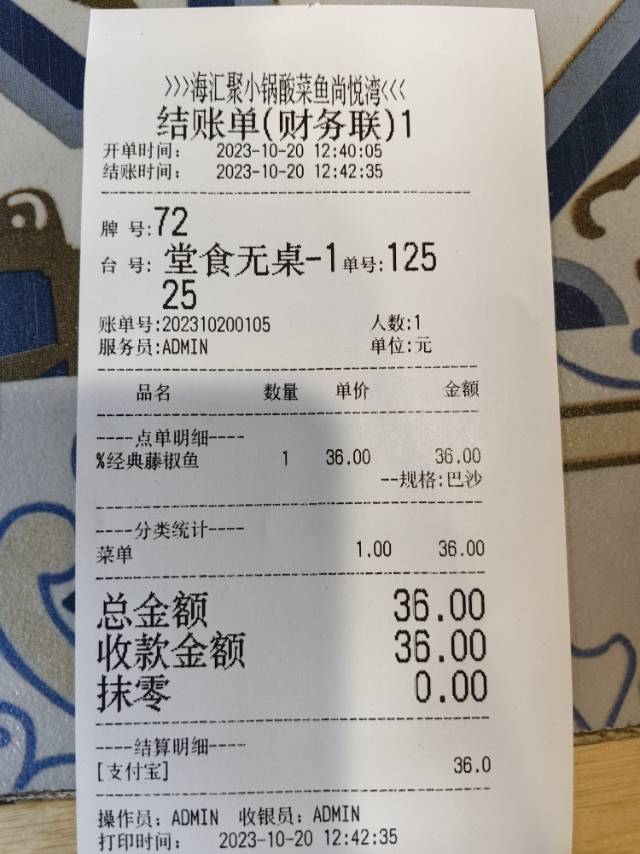 >>>海汇聚小锅酸菜鱼尚悦湾<<<
结账单(财务联)1
开单时间： 2023-10-20 12:40:05
结账时间： 2023-10-20 12:42:35
牌 号:72
台 号: 堂食无桌-1 单号:125
25
账单号:202310200105 人数:1
服务员:ADMIN 单位:元
品名 数量 单价 金额
-----点单明细----
%经典藤椒鱼 1 36.00 36.00
--规格:巴沙
-----分类统计----
菜单 1.00 36.00
总金额 36.00
收款金额 36.00
抹零 0.00
-----结算明细----
[支付宝] 36.0
操作员：ADMIN 收银员：ADMIN
打印时间： 2023-10-20 12:42:35